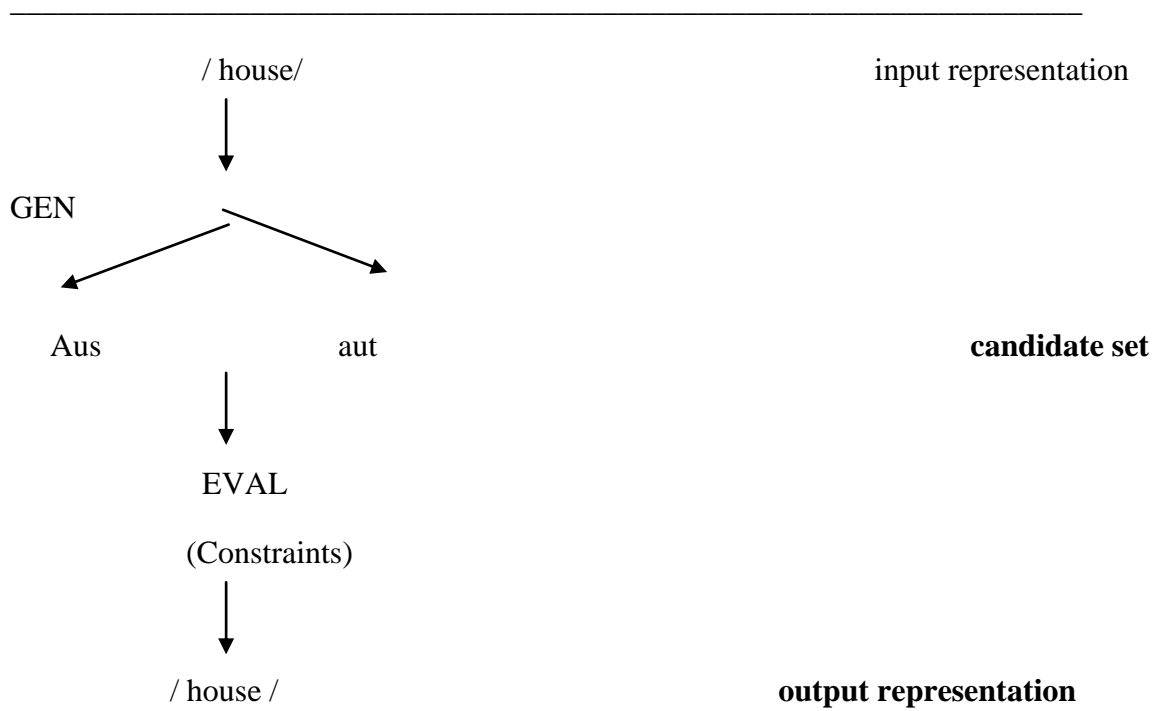 / house/ input representation
GEN
Aus aut candidate set
EVAL
(Constraints)
/ house / output representation